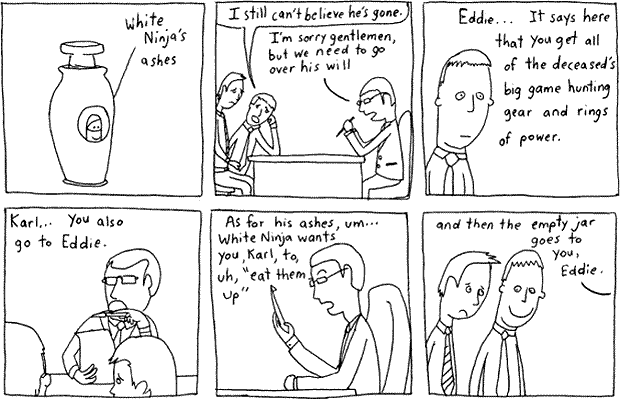 White
Ninja's
ashes
I still can't believe he's gone.
I'm sorry gentlemen,
but we need to go
over his will
Eddie... It says here
that you get all
of the deceased's
big game hunting
gear and rings
of power.
Karl... You also
go to Eddie.
As for his ashes, um...
White Ninja wants
you, Karl, to,
uh, "eat them
up"
and then the empty jar
goes to
you,
Eddie.